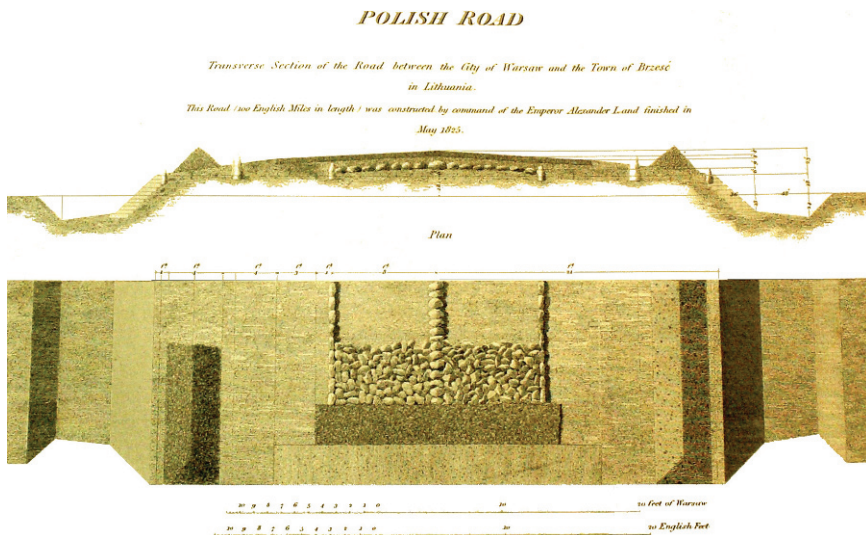 POLISH ROAD
Transverse Section of the Road between the City of Warsaw and the Town of Brześć
in Lithuania.
This Road (100 English Miles in length) was constructed by command of the Emperor Alexander I. and finished in
May 1825.
Plan
10 9 8 7 6 5 4 3 2 1 0 10 20 Feet of Warsaw
10 9 8 7 6 5 4 3 2 1 0 10 20 English Feet